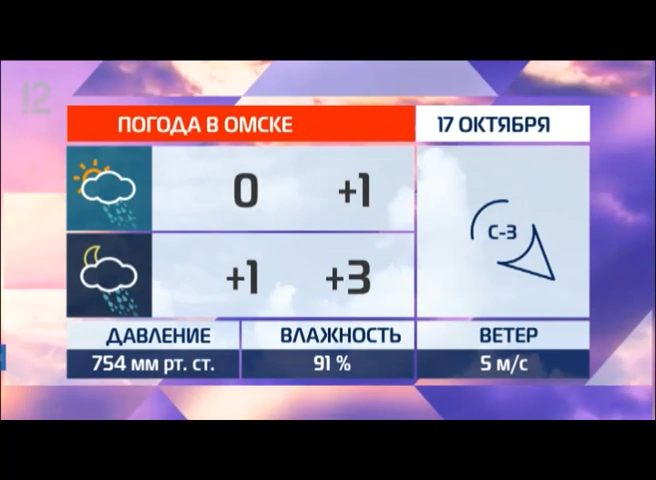 12
ПОГОДА В ОМСКЕ
17 ОКТЯБРЯ
0 +1
С-З
+1 +3
ДАВЛЕНИЕ ВЛАЖНОСТЬ ВЕТЕР
754 мм рт. ст. 91 % 5 м/с